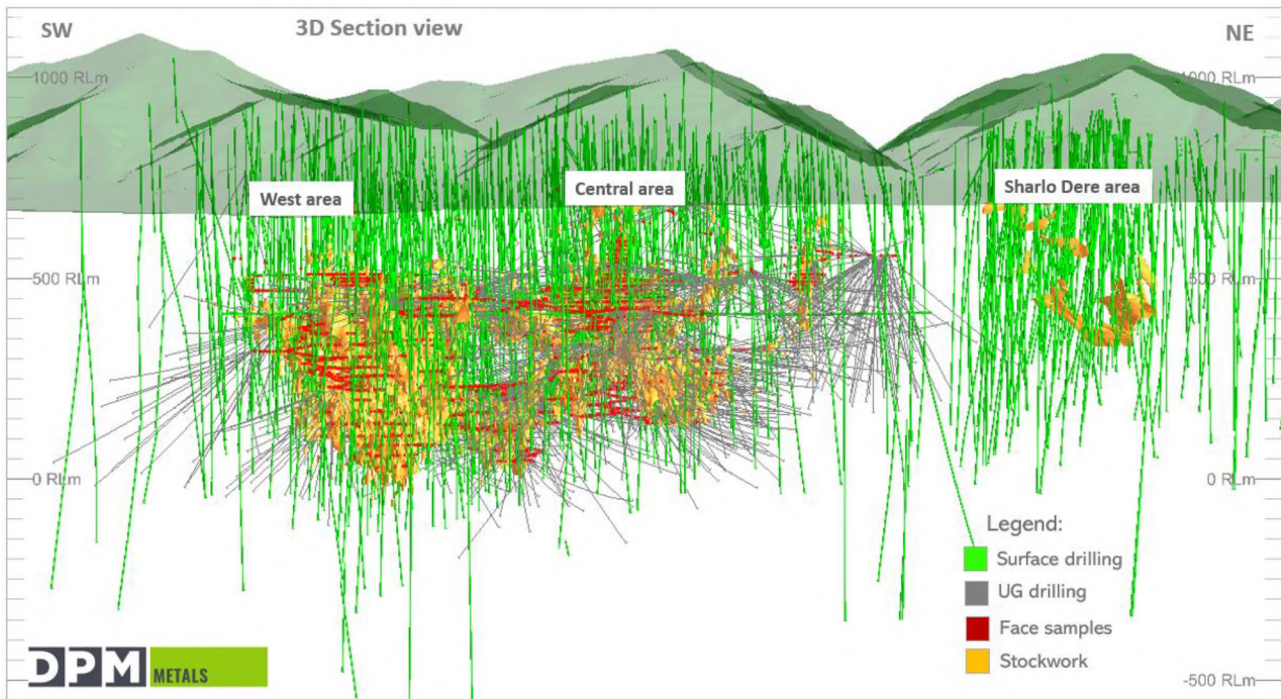 SW
3D Section view
NE
1000 RLm
1000 RLm
West area
Central area
Sharlo Dere area
500 RLm
500 RLm
0 RLm
0 RLm
Legend:
Surface drilling
UG drilling
Face samples
Stockwork
DPM METALS
-500 RLm